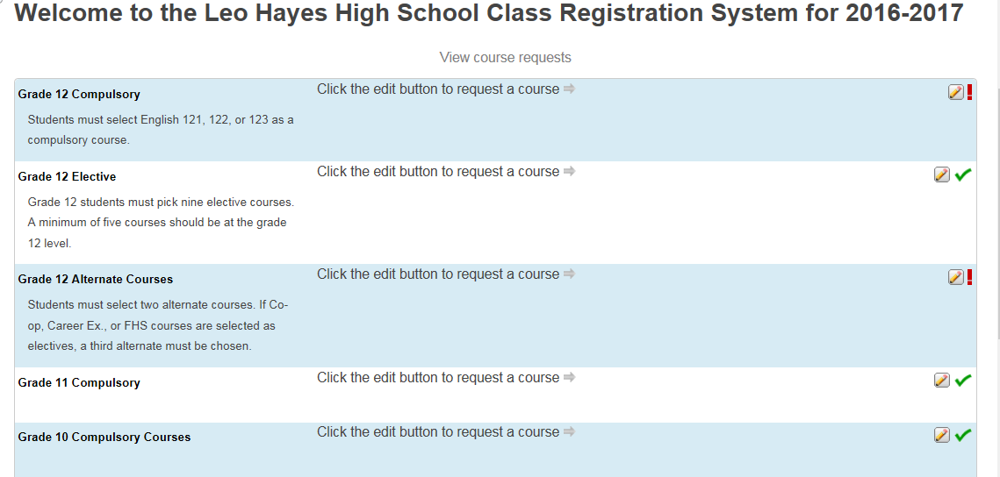 Welcome to the Leo Hayes High School Class Registration System for 2016-2017
View course requests
Grade 12 Compulsory
Click the edit button to request a course
Students must select English 121, 122, or 123 as a
compulsory course.
Grade 12 Elective
Click the edit button to request a course
Grade 12 students must pick nine elective courses.
A minimum of five courses should be at the grade
12 level.
Grade 12 Alternate Courses
Click the edit button to request a course
Students must select two alternate courses. If Co-
op, Career Ex., or FHS courses are selected as
electives, a third alternate must be chosen.
Grade 11 Compulsory
Click the edit button to request a course
Grade 10 Compulsory Courses
Click the edit button to request a course